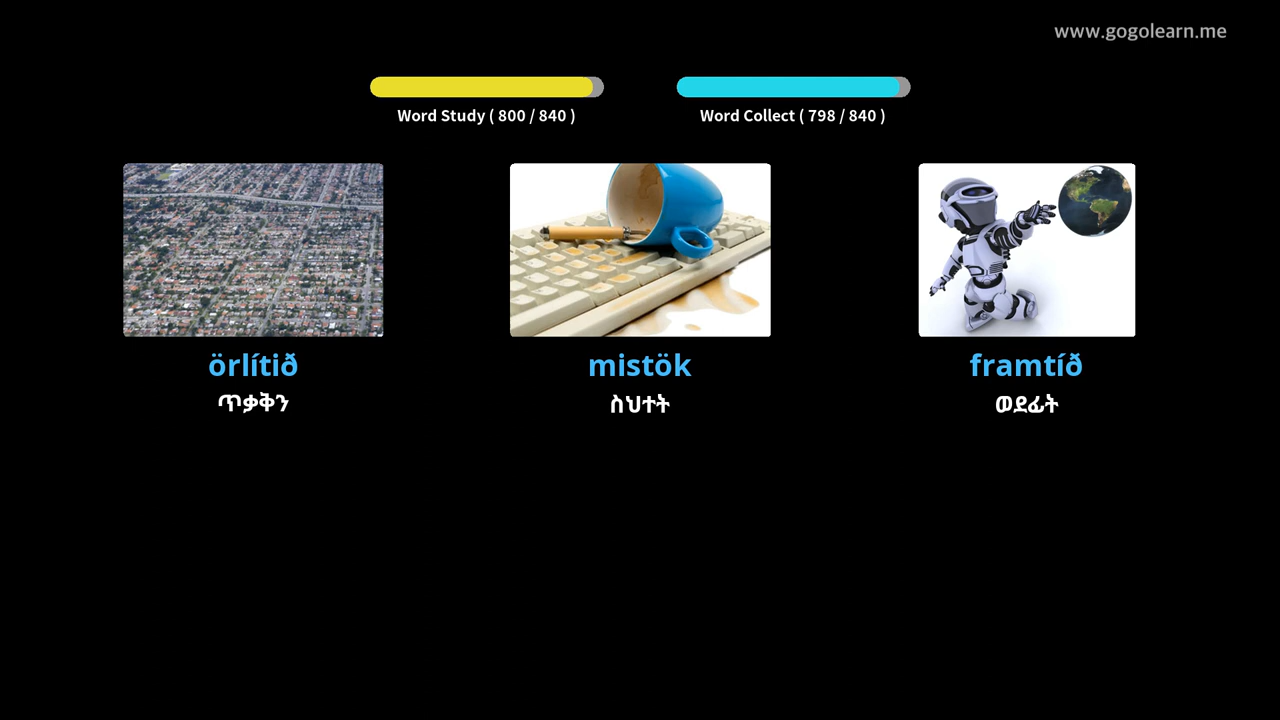 www.gogolearn.me
Word Study ( 800 / 840 )
Word Collect ( 798 / 840 )
örlítið
mistök
framtíð
ጥቃቅን
ስህተት
ወደፊት